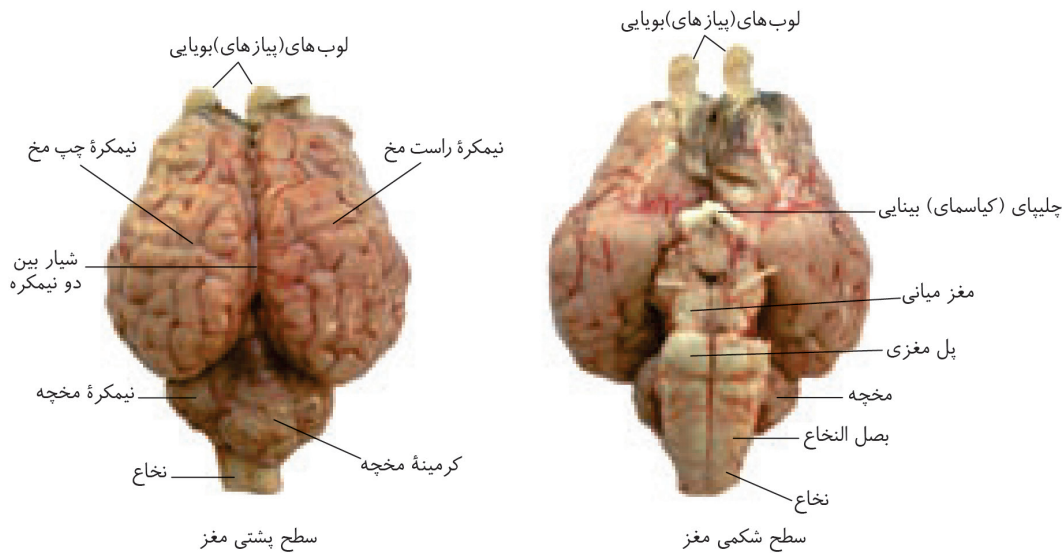 لوب‌های(پیازهای)بویایی
نیمکرهٔ چپ مخ
نیمکرهٔ راست مخ
شیار بین
دو نیمکره
نیمکرهٔ مخچه
کرمینهٔ مخچه
نخاع
سطح پشتی مغز
لوب‌های(پیازهای)بویایی
چلیپای (کیاسمای) بینایی
مغز میانی
پل مغزی
مخچه
بصل النخاع
نخاع
سطح شکمی مغز